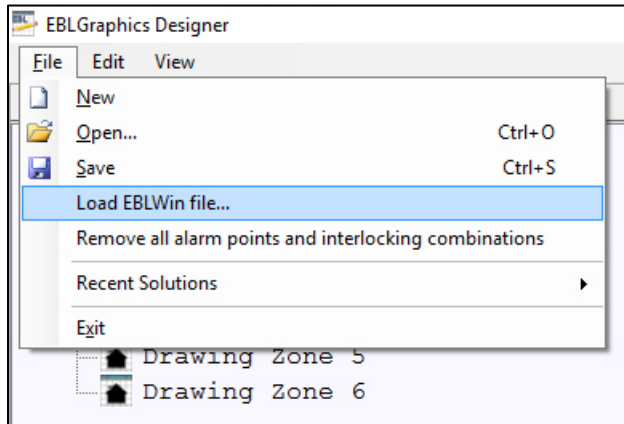 EBL
EBLGraphics Designer
File Edit View
New
Open... Ctrl+O
Save Ctrl+S
Load EBLWin file...
Remove all alarm points and interlocking combinations
Recent Solutions
Exit
Drawing Zone 5
Drawing Zone 6